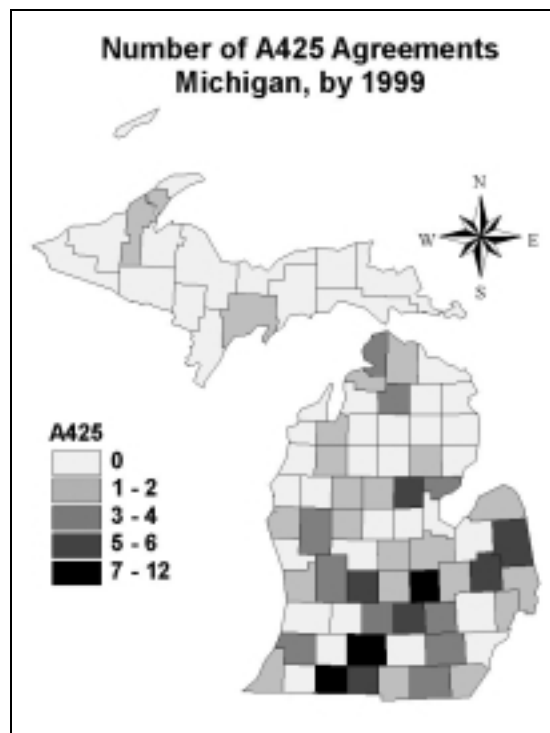 Number of A425 Agreements
Michigan, by 1999
N
W E
S
A425
0
1 - 2
3 - 4
5 - 6
7 - 12